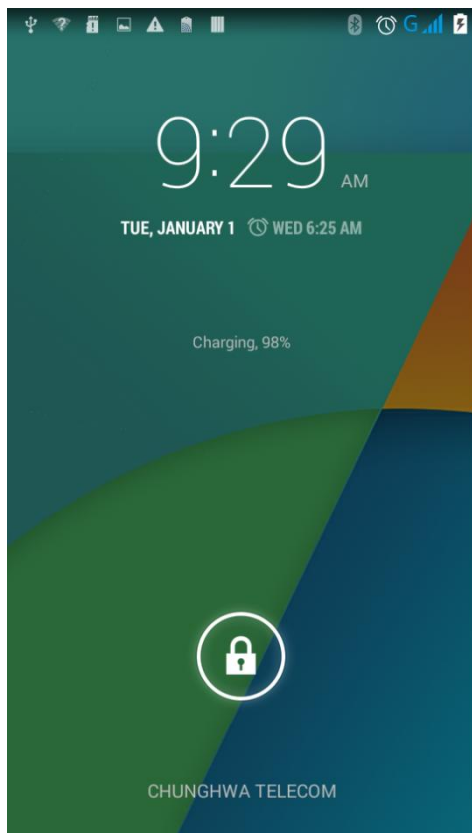 G
9:29 AM
TUE, JANUARY 1 WED 6:25 AM
Charging, 98%
CHUNGHWA TELECOM